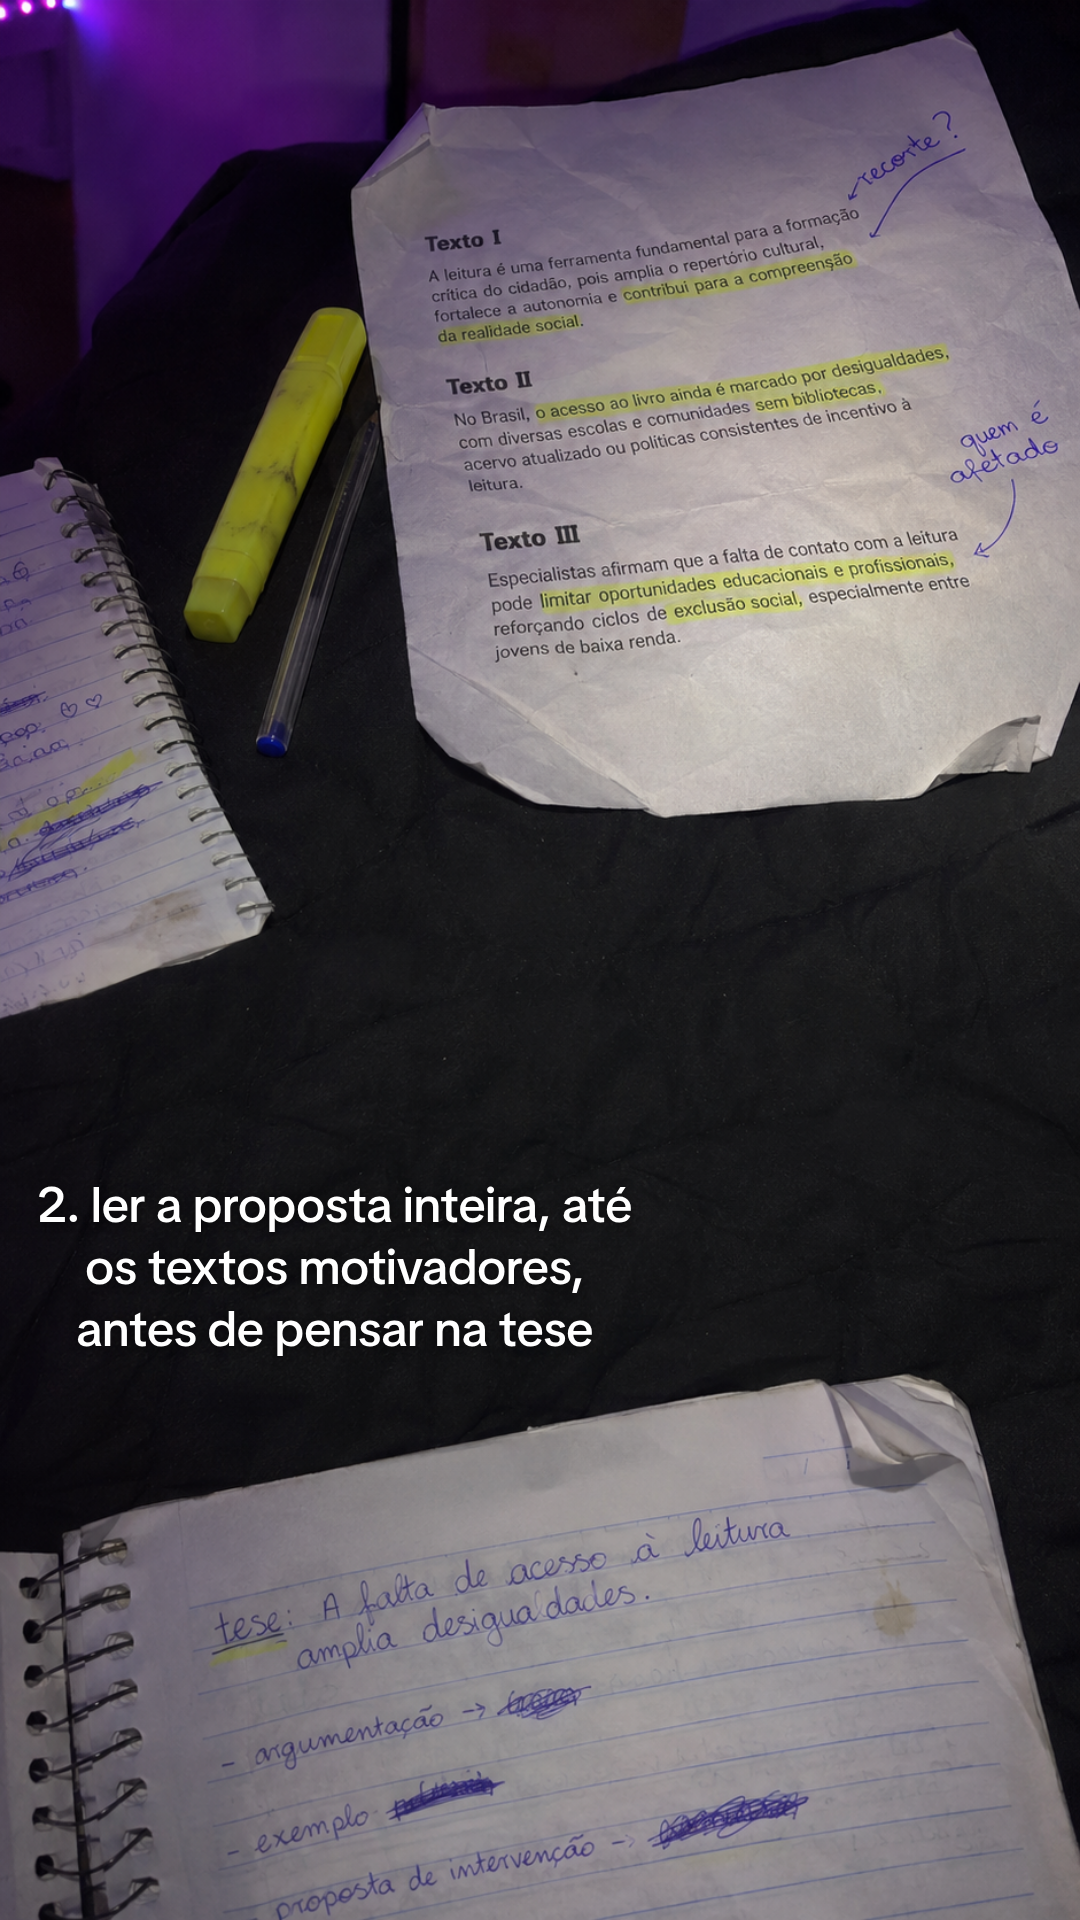 recorte?
Texto I
A leitura é uma ferramenta fundamental para a formação
crítica do cidadão, pois amplia o repertório cultural,
fortalece a autonomia e contribui para a compreensão
da realidade social.
Texto II
No Brasil, o acesso ao livro ainda é marcado por desigualdades,
com diversas escolas e comunidades sem bibliotecas,
acervo atualizado ou políticas consistentes de incentivo à
leitura.
quem é
afetado
Texto III
Especialistas afirmam que a falta de contato com a leitura
pode limitar oportunidades educacionais e profissionais,
reforçando ciclos de exclusão social, especialmente entre
jovens de baixa renda.
2. ler a proposta inteira, até
os textos motivadores,
antes de pensar na tese
tese: A falta de acesso à leitura
amplia desigualdades.
- argumentação →
- exemplo
proposta de intervenção →